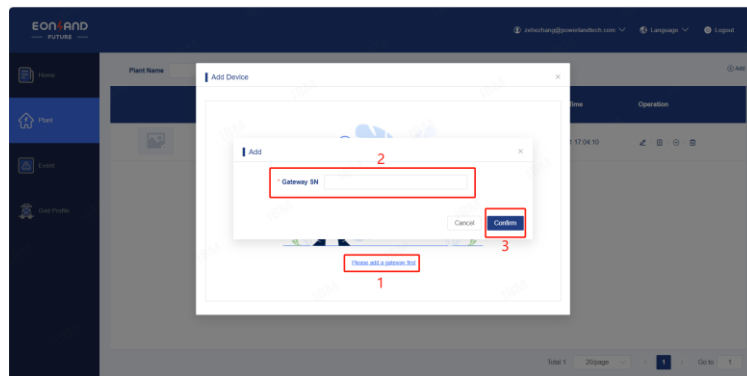 EONSAND
FUTURE
zebozhang@powerlandtech.com Language Logout
Home
Plant
Event
Grid Profile
Plant Name
Add
Time Operation
17:04:10
Add Device
Add
2
* Gateway SN
Cancel Confirm
3
Please add a gateway first
1
Total 1 20/page 1 Go to 1